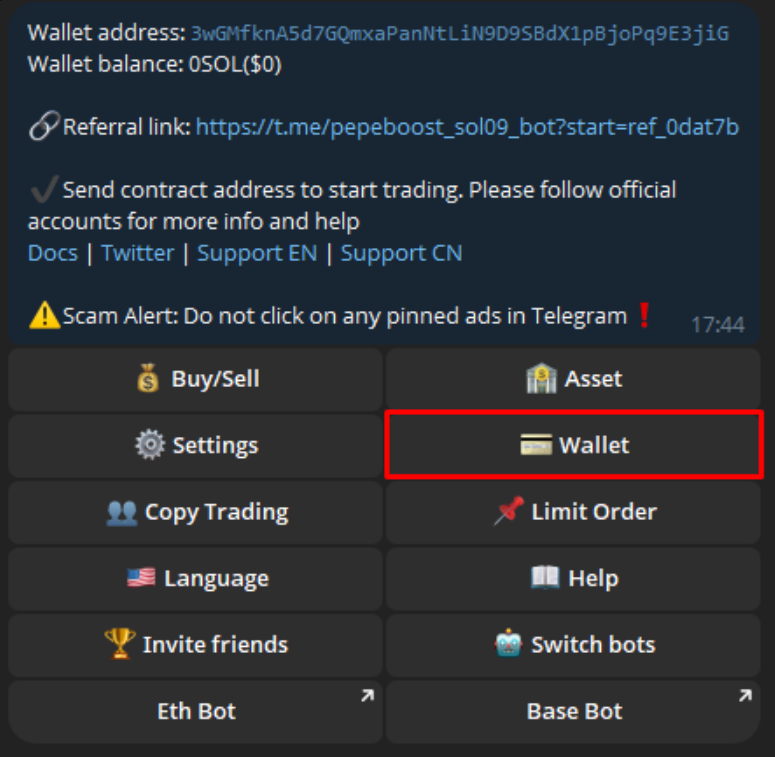 Wallet address: 3wGMfknA5d7GQmxaPanNtLiN9D9SBdX1pBjoPq9E3jiG
Wallet balance: 0SOL($0)
Referral link: https://t.me/pepeboost_sol09_bot?start=ref_0dat7b
Send contract address to start trading. Please follow official
accounts for more info and help
Docs | Twitter | Support EN | Support CN
Scam Alert: Do not click on any pinned ads in Telegram❗
17:44
Buy/Sell
Asset
Settings
Wallet
Copy Trading
Limit Order
Language
Help
Invite friends
Switch bots
Eth Bot
Base Bot